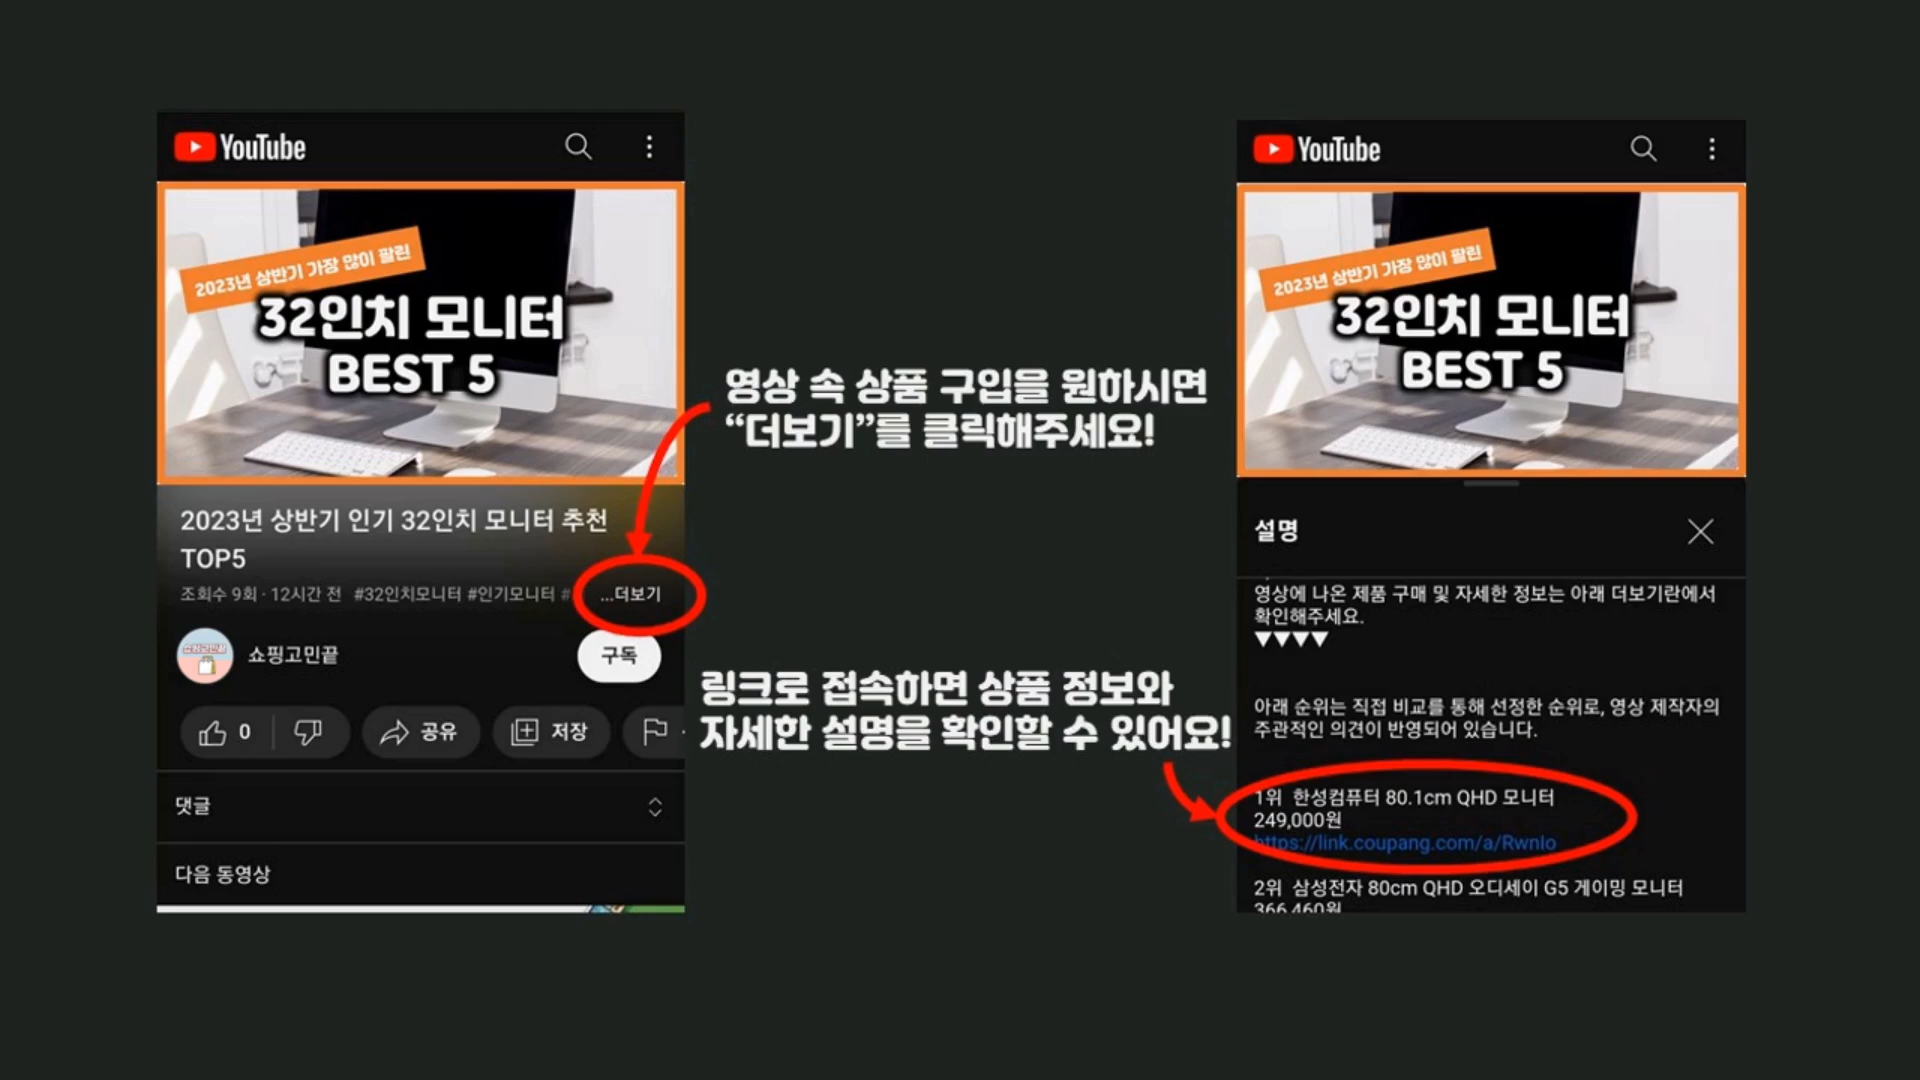 YouTube
2023년 상반기 가장 많이 팔린
32인치 모니터
BEST 5
2023년 상반기 인기 32인치 모니터 추천
TOP5
조회수 9회 · 12시간 전 #32인치모니터 #인기모니터 # ...더보기
쇼핑고민끝
쇼핑고민끝
구독
0
공유
저장
댓글
다음 동영상
영상 속 상품 구입을 원하시면
“더보기”를 클릭해주세요!
링크로 접속하면 상품 정보와
자세한 설명을 확인할 수 있어요!
YouTube
2023년 상반기 가장 많이 팔린
32인치 모니터
BEST 5
설명
영상에 나온 제품 구매 및 자세한 정보는 아래 더보기란에서
확인해주세요.
▼▼▼▼
아래 순위는 직접 비교를 통해 선정한 순위로, 영상 제작자의
주관적인 의견이 반영되어 있습니다.
1위 한성컴퓨터 80.1cm QHD 모니터
249,000원
https://link.coupang.com/a/RwnIo
2위 삼성전자 80cm QHD 오디세이 G5 게이밍 모니터
366,460원